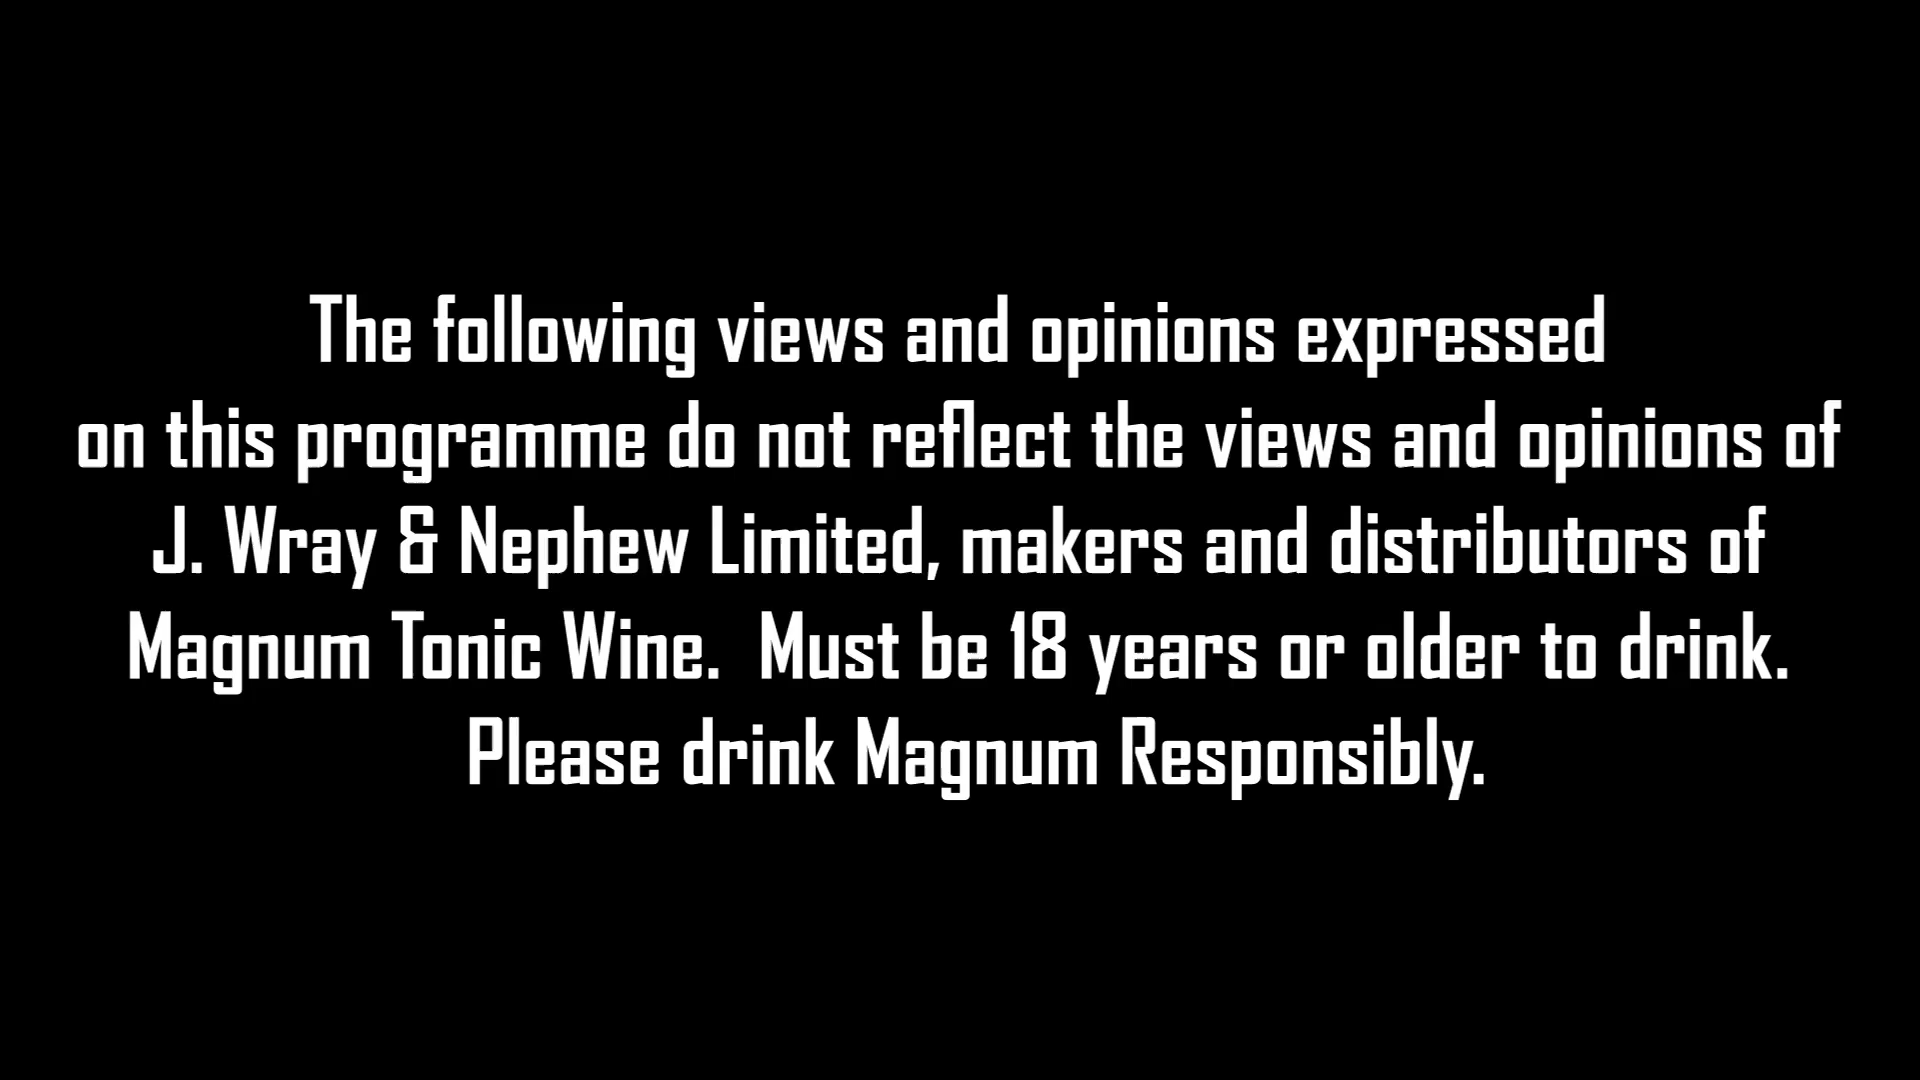 The following views and opinions expressed
on this programme do not reflect the views and opinions of
J. Wray & Nephew Limited, makers and distributors of
Magnum Tonic Wine.  Must be 18 years or older to drink.
Please drink Magnum Responsibly.